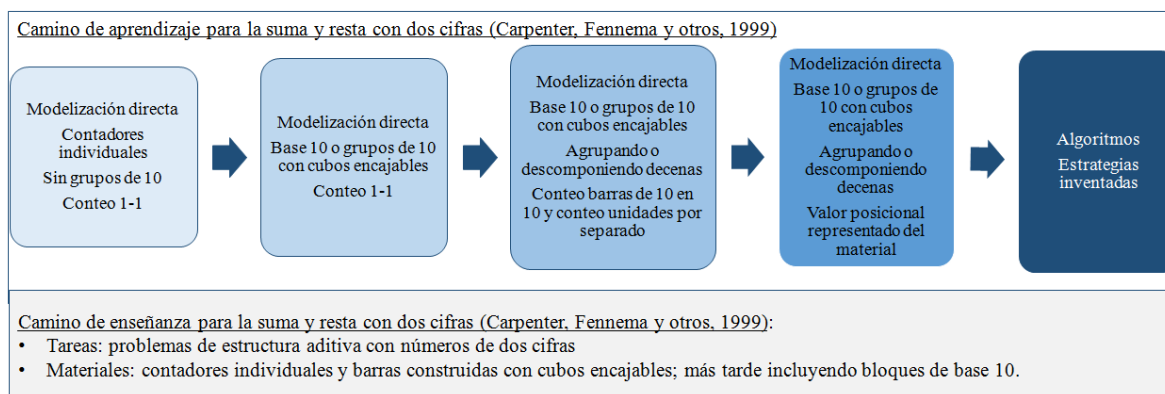 Camino de aprendizaje para la suma y resta con dos cifras (Carpenter, Fennema y otros, 1999)
Modelización directa
Contadores
individuales
Sin grupos de 10
Conteo 1-1
Modelización directa
Base 10 o grupos de 10
con cubos encajables
Conteo 1-1
Modelización directa
Base 10 o grupos de 10
con cubos encajables
Agrupando o
descomponiendo decenas
Conteo barras de 10 en
10 y conteo unidades por
separado
Modelización directa
Base 10 o grupos de
10 con cubos
encajables
Agrupando o
descomponiendo
decenas
Valor posicional
representado del
material
Algoritmos
Estrategias
inventadas
Camino de enseñanza para la suma y resta con dos cifras (Carpenter, Fennema y otros, 1999):
• Tareas: problemas de estructura aditiva con números de dos cifras
• Materiales: contadores individuales y barras construidas con cubos encajables; más tarde incluyendo bloques de base 10.